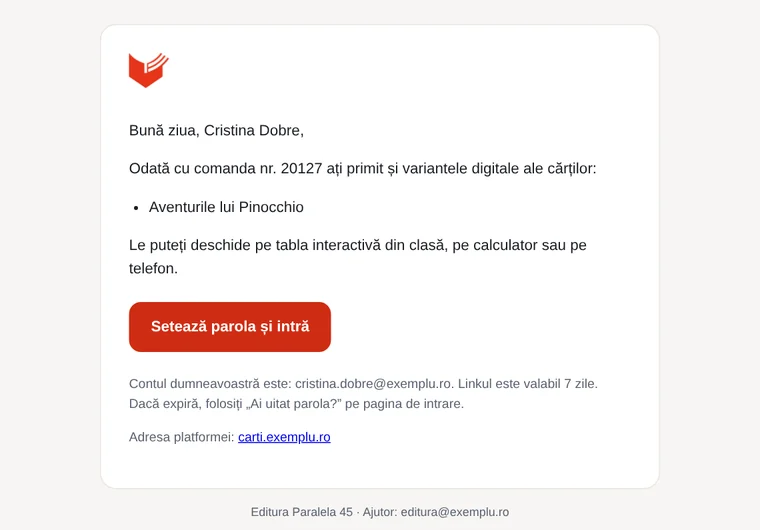 Bună ziua, Cristina Dobre,
Odată cu comanda nr. 20127 ați primit și variantele digitale ale cărților:
• Aventurile lui Pinocchio
Le puteți deschide pe tabla interactivă din clasă, pe calculator sau pe
telefon.
Setează parola și intră
Contul dumneavoastră este: cristina.dobre@exemplu.ro. Linkul este valabil 7 zile.
Dacă expiră, folosiți „Ai uitat parola?” pe pagina de intrare.
Adresa platformei: carti.exemplu.ro
Editura Paralela 45 · Ajutor: editura@exemplu.ro